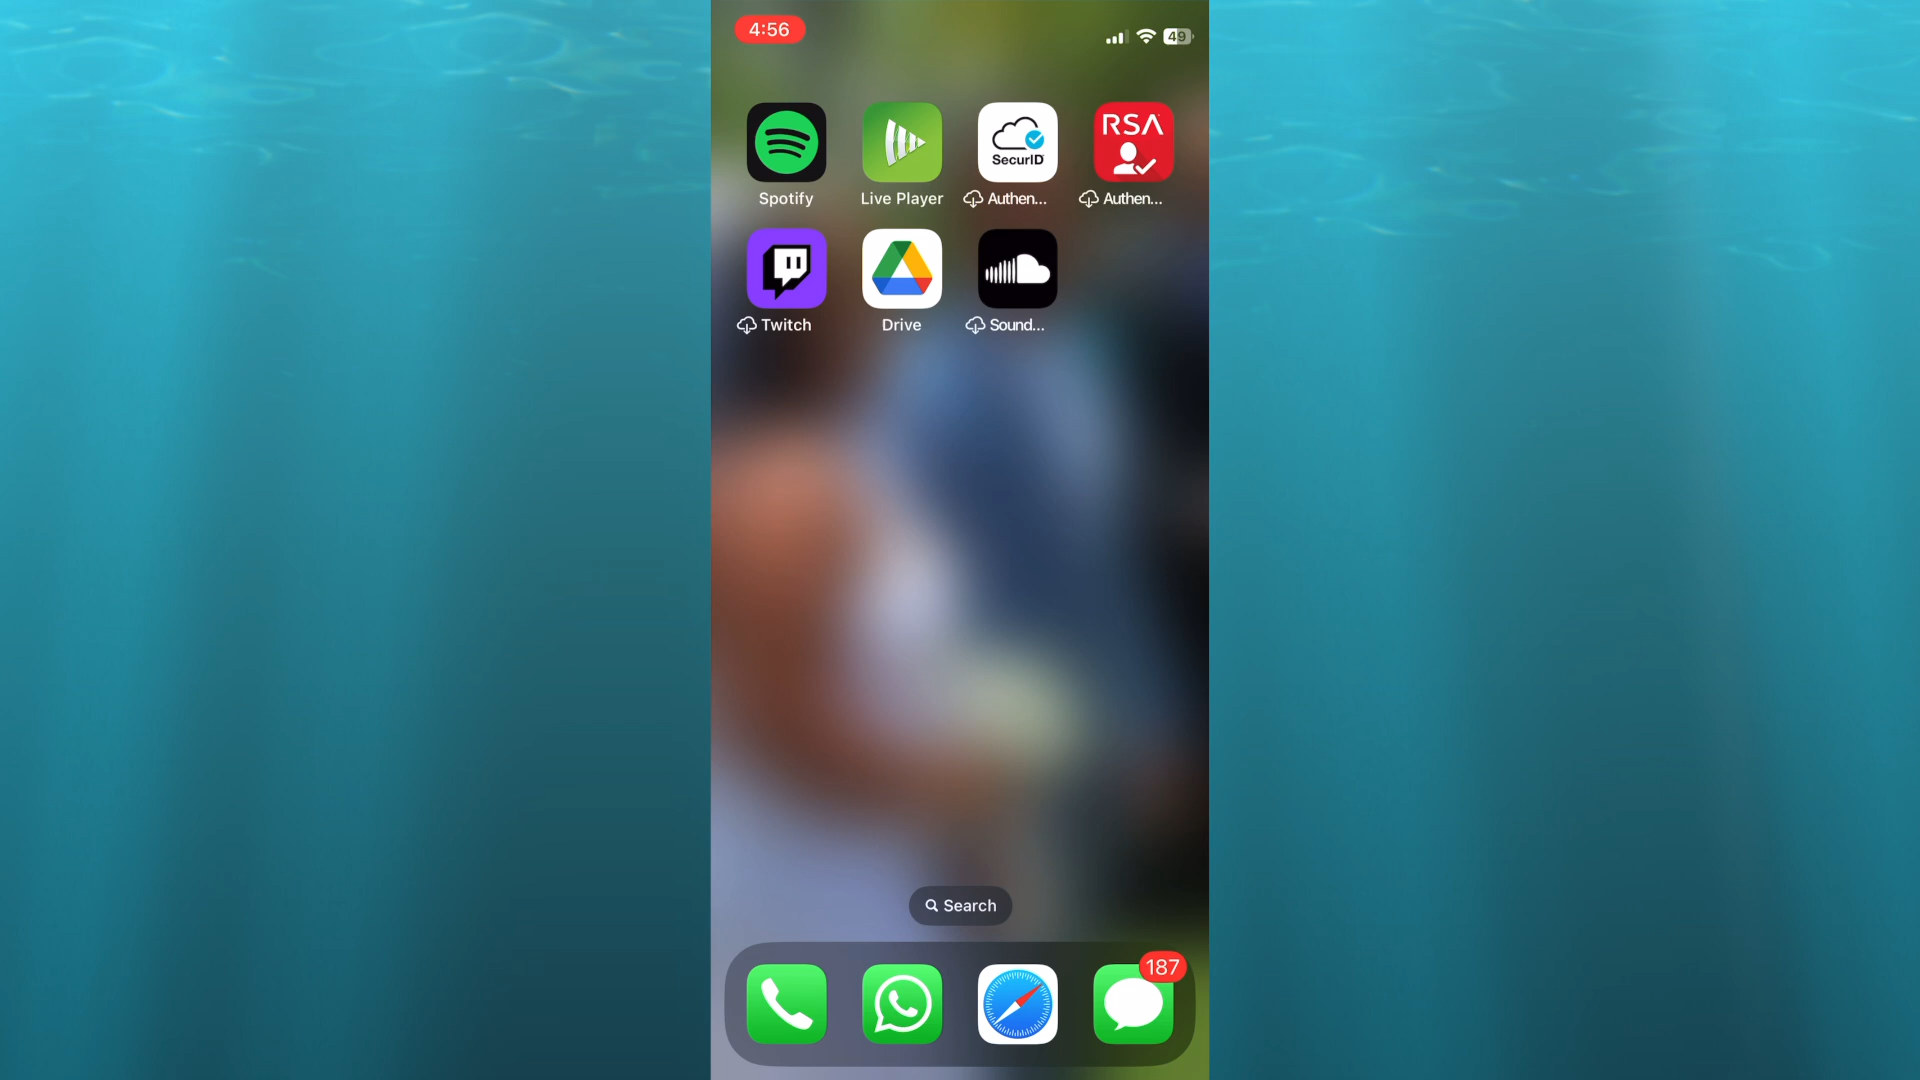 4:56
49
SecurID
RSA
Spotify
Live Player
Authen...
Authen...
Twitch
Drive
Sound...
Search
187